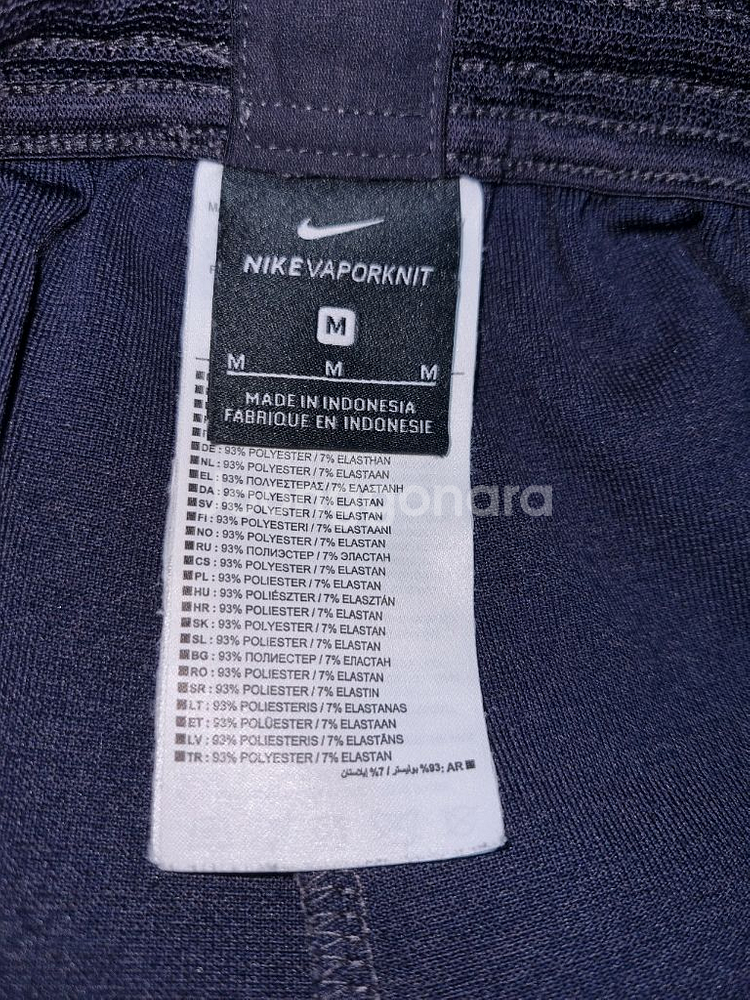 NIKEVAPORKNIT
M
M M M
MADE IN INDONESIA
FABRIQUE EN INDONESIE
DE : 93% POLYESTER / 7% ELASTHAN
NL : 93% POLYESTER / 7% ELASTAAN
EL : 93% ΠΟΛΥΕΣΤΕΡΑΣ / 7% ΕΛΑΣΤΑΝΗ
DA : 93% POLYESTER / 7% ELASTAN
SV : 93% POLYESTER / 7% ELASTAN
FI : 93% POLYESTERI / 7% ELASTAANI
NO : 93% POLYESTER / 7% ELASTAN
RU : 93% ПОЛИЭСТЕР / 7% ЭЛАСТАН
CS : 93% POLYESTER / 7% ELASTAN
PL : 93% POLIESTER / 7% ELASTAN
HU : 93% POLIÉSZTER / 7% ELASZTÁN
HR : 93% POLIESTER / 7% ELASTAN
SK : 93% POLYESTER / 7% ELASTAN
SL : 93% POLIESTER / 7% ELASTAN
BG : 93% ПОЛИЕСТЕР / 7% ЕЛАСТАН
RO : 93% POLIESTER / 7% ELASTAN
SR : 93% POLIESTER / 7% ELASTIN
LT : 93% POLIESTERIS / 7% ELASTANAS
ET : 93% POLÜESTER / 7% ELASTAAN
LV : 93% POLIESTERIS / 7% ELASTĀNS
TR : 93% POLYESTER / 7% ELASTAN
AR :93% بوليستر / 7% إيلاستان